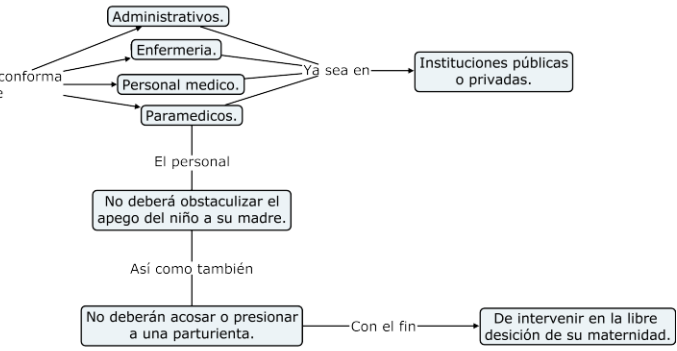 Administrativos.
Enfermeria.
conforma
Personal medico.
Ya sea en
Instituciones públicas
o privadas.
e
Paramedicos.
El personal
No deberá obstaculizar el
apego del niño a su madre.
Así como también
No deberán acosar o presionar
a una parturienta.
Con el fin
De intervenir en la libre
desición de su maternidad.